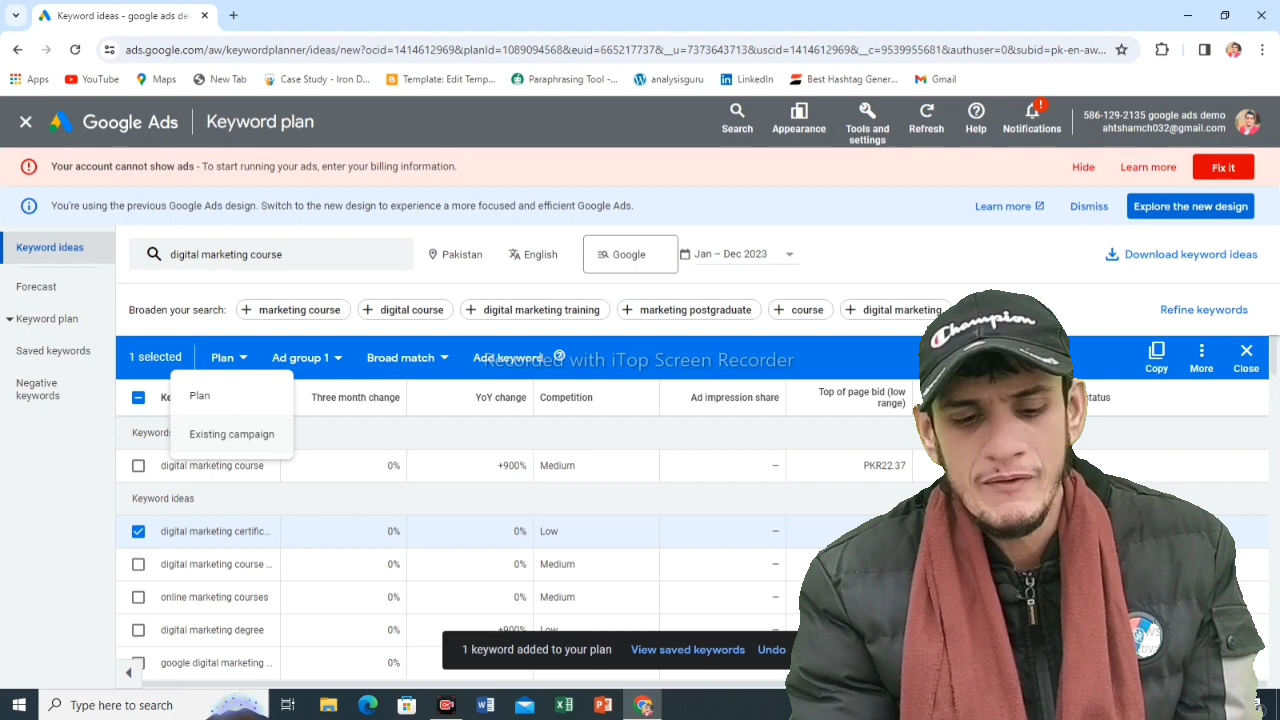 Keyword ideas - google ads de
ads.google.com/aw/keywordplanner/ideas/new?ocid=1414612969&planId=1089094568&euid=665217737&__u=7373643713&uscid=1414612969&__c=9539955681&authuser=0&subid=pk-en-aw...
Apps YouTube Maps New Tab Case Study - Iron D... Template: Edit Temp... Paraphrasing Tool -... analysisguru LinkedIn Best Hashtag Gener... Gmail
Google Ads Keyword plan
Search Appearance Tools and settings Refresh Help Notifications
586-129-2135 google ads demo
ahtshamch032@gmail.com
Your account cannot show ads - To start running your ads, enter your billing information. Hide Learn more Fix it
You're using the previous Google Ads design. Switch to the new design to experience a more focused and efficient Google Ads. Learn more Dismiss Explore the new design
Keyword ideas
Forecast
Keyword plan
Saved keywords
Negative keywords
digital marketing course Pakistan English Google Jan – Dec 2023 Download keyword ideas
Broaden your search: marketing course digital course digital marketing training marketing postgraduate course digital marketing Refine keywords
1 selected Plan Ad group 1 Broad match Add keyword Copy More Close
Recorded with iTop Screen Recorder
Plan
Existing campaign
Three month change YoY change Competition Ad impression share Top of page bid (low range)
digital marketing course 0% +900% Medium – PKR22.37
Keyword ideas
digital marketing certific... 0% 0% Low –
digital marketing course ... 0% 0% Medium –
online marketing courses 0% 0% Medium –
digital marketing degree 0% +900% Low –
google digital marketing ... 0%
1 keyword added to your plan View saved keywords Undo
Champion
Type here to search